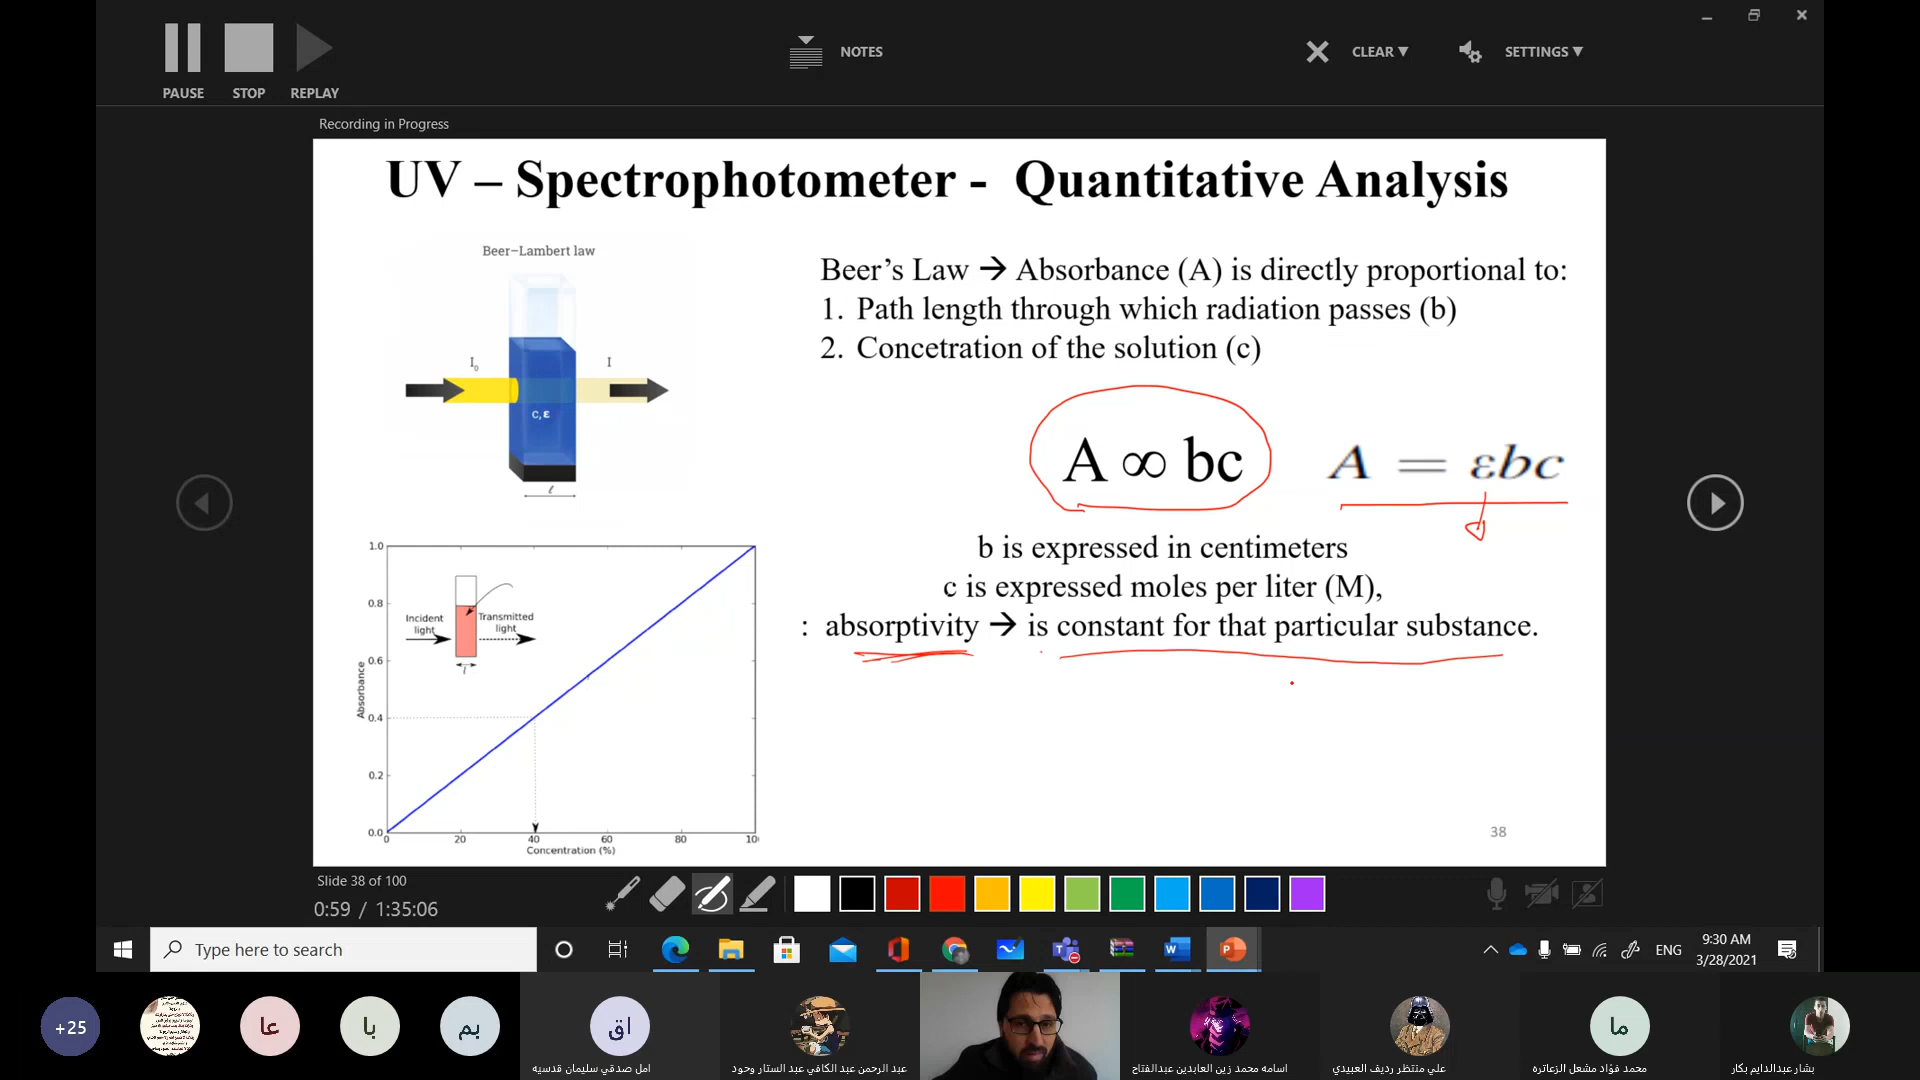 PAUSE
STOP
REPLAY
NOTES
CLEAR
SETTINGS
Recording in Progress
UV – Spectrophotometer - Quantitative Analysis
Beer–Lambert law
I0
I
c, ε
ℓ
Beer’s Law → Absorbance (A) is directly proportional to:
1. Path length through which radiation passes (b)
2. Concetration of the solution (c)
A ∞ bc
A = εbc
b is expressed in centimeters
c is expressed moles per liter (M),
: absorptivity → is constant for that particular substance.
1.0
0.8
0.6
0.4
0.2
0.0
Incident light
Transmitted light
l
Absorbance
0 20 40 60 80 10
Concentration (%)
38
Slide 38 of 100
0:59 / 1:35:06
Type here to search
ENG
9:30 AM
3/28/2021
+25
عا
با
بم
اق
ما
امل صدقي سليمان قدسيه
عبد الرحمن عبد الكافي عبد الستار وحود
اسامه محمد زين العابدين عبدالفتاح
علي منتظر رديف العبيدي
محمد فؤاد مشعل الزعاتره
بشار عبدالدايم بكار